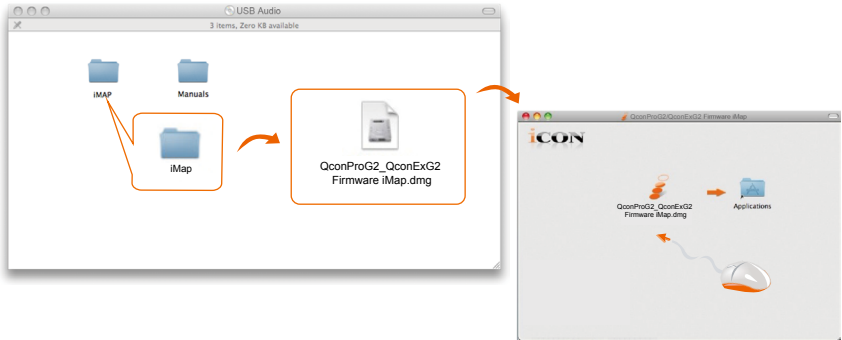 USB Audio
3 items, Zero KB available
iMAP
Manuals
iMap
QconProG2_QconExG2
Firmware iMap.dmg
QconProG2/QconExG2 Firmware iMap
iCON
QconProG2_QconExG2
Firmware iMap.dmg
Applications